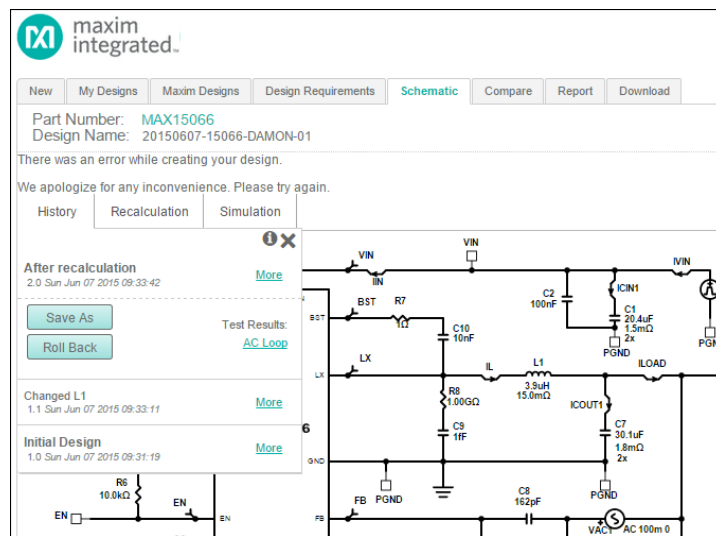 maxim
integrated™
New My Designs Maxim Designs Design Requirements Schematic Compare Report Download
Part Number: MAX15066
Design Name: 20150607-15066-DAMON-01
There was an error while creating your design.
We apologize for any inconvenience. Please try again.
History Recalculation Simulation
After recalculation
2.0 Sun Jun 07 2015 09:33:42
More
Save As
Roll Back
Test Results:
AC Loop
Changed L1
1.1 Sun Jun 07 2015 09:33:11
More
Initial Design
1.0 Sun Jun 07 2015 09:31:19
More
VIN
IIN
VIN
IVIN
C2
100nF
ICIN1
C1
20.4uF
1.5mΩ
2x
PGND
BST
BST
R7
1Ω
C10
10nF
LX
LX
IL
L1
3.9uH
15.0mΩ
ILOAD
R8
1.00GΩ
C9
1fF
ICOUT1
C7
30.1uF
1.8mΩ
2x
6
GND
PGND
PGND
R6
10.0kΩ
EN
EN
EN
FB
FB
C8
162pF
VAC1
AC 100m 0